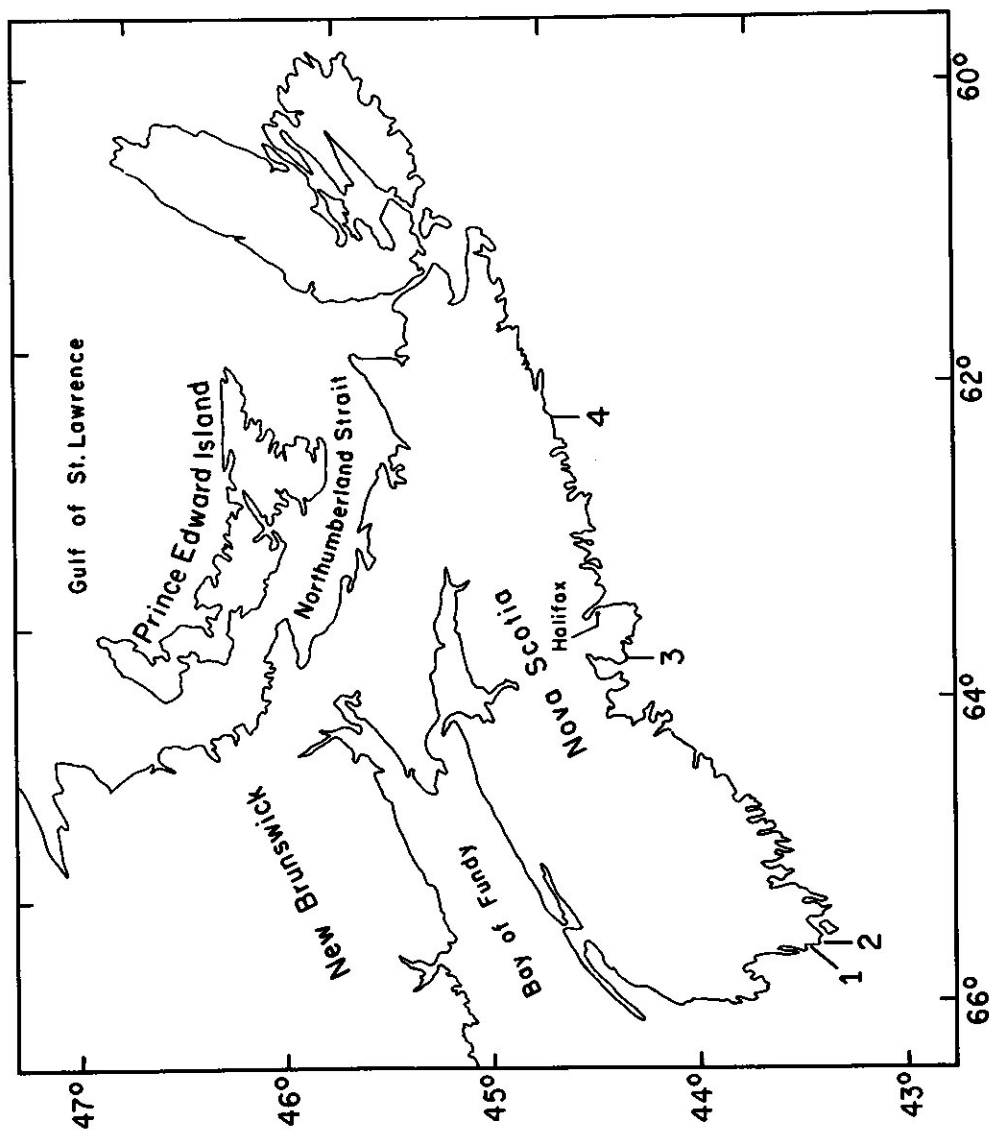 Gulf of St. Lawrence
Prince Edward Island
Northumberland Strait
New Brunswick
Bay of Fundy
Nova Scotia
Halifax
1
2
3
4
47°
46°
45°
44°
43°
66°
64°
62°
60°